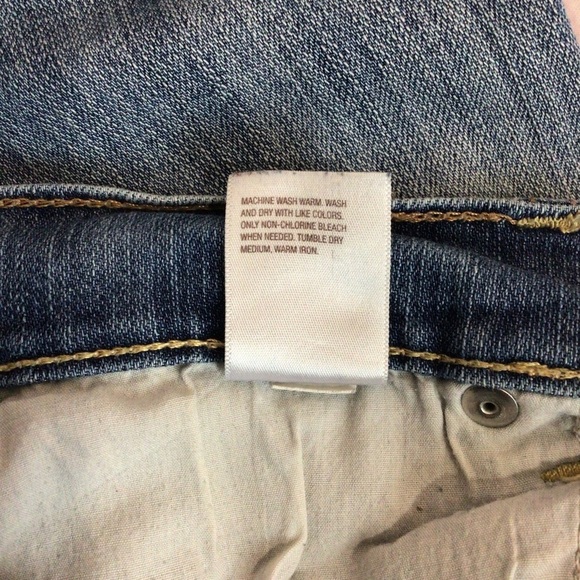 MACHINE WASH WARM. WASH
AND DRY WITH LIKE COLORS.
ONLY NON-CHLORINE BLEACH
WHEN NEEDED. TUMBLE DRY
MEDIUM, WARM IRON.